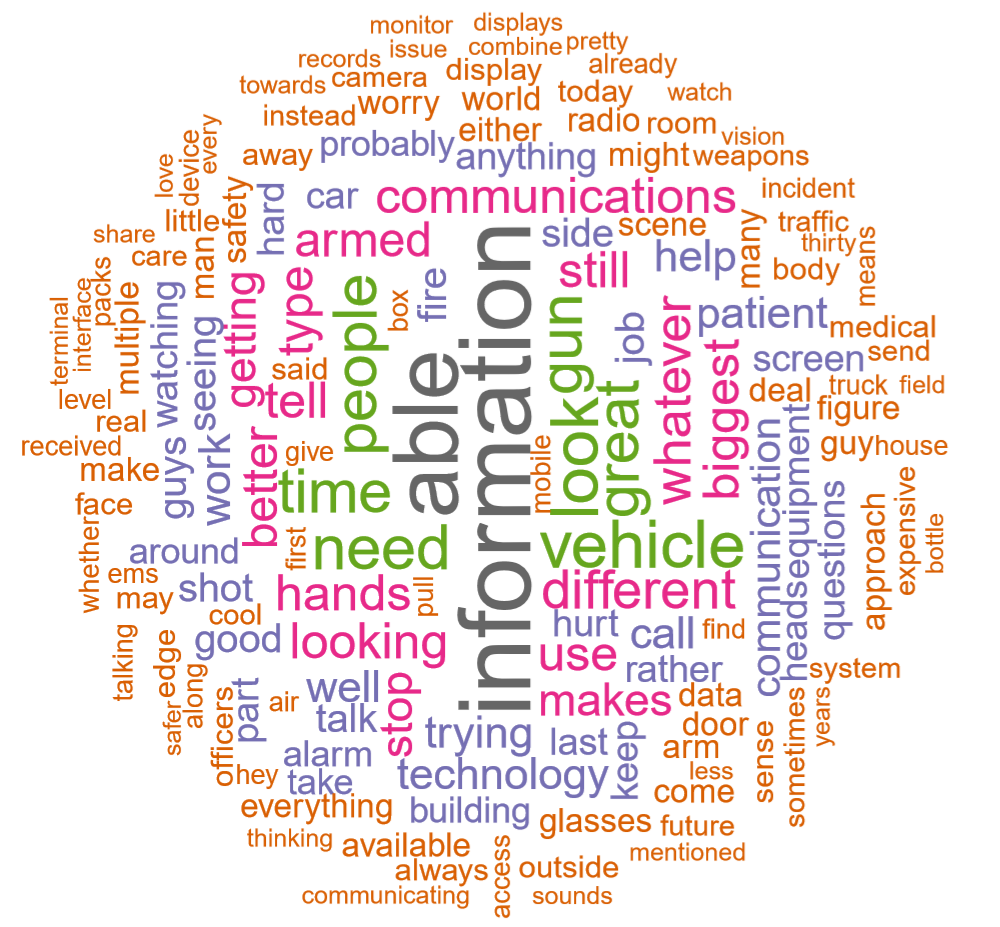 monitor displays
records issue combine pretty
towards camera display already
instead worry world today watch
probably either radio room vision
away anything might weapons
love device every
little safety hard car communications incident
share care man armed side scene many traffic
thirty means
packs type still help body
terminal interface multiple watching seeing getting people box fire
information
able
look gun job whatever patient medical
level said great biggest screen send
real tell deal truck field
received guys work better give mobile figure
make time guy house
face first need vehicle communication headsequipment questions approach expensive bottle
whether around
ems shot hands pull different
may cool hurt call find
talking edge good looking use rather system
safer along part air well stop makes data
officers talk trying last keep door sense sometimes years
alarm arm
hey take technology less come
everything building glasses future
thinking available mentioned
always access outside
communicating sounds